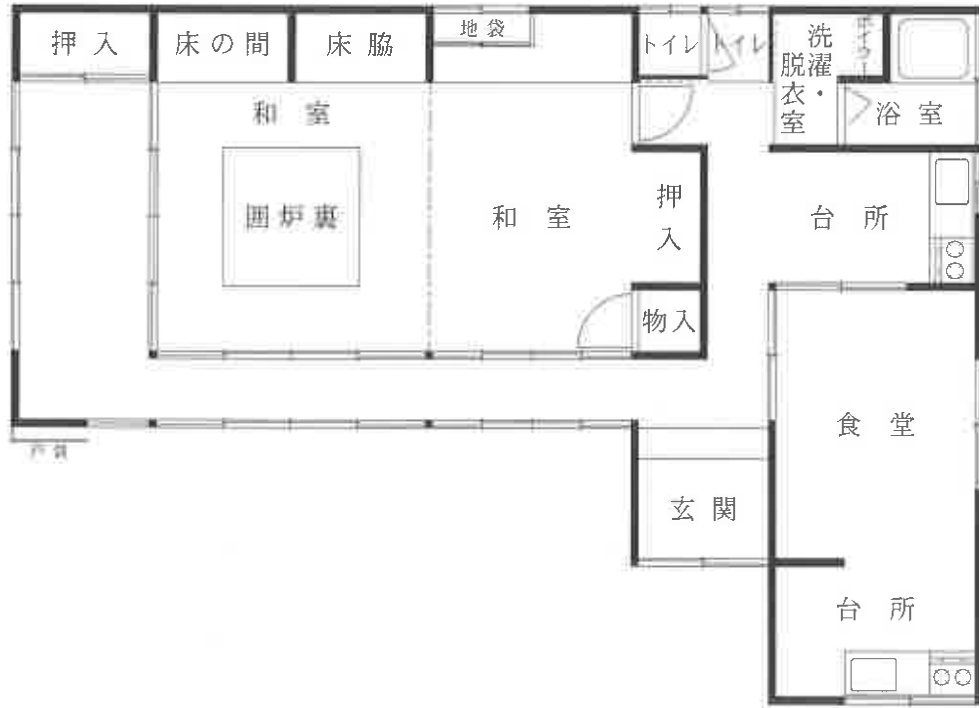 押入
床の間
床脇
地袋
トイレ
トイレ
洗濯・
脱衣室
ボイラー
浴室
和室
囲炉裏
和室
押入
台所
物入
食堂
戸袋
玄関
台所